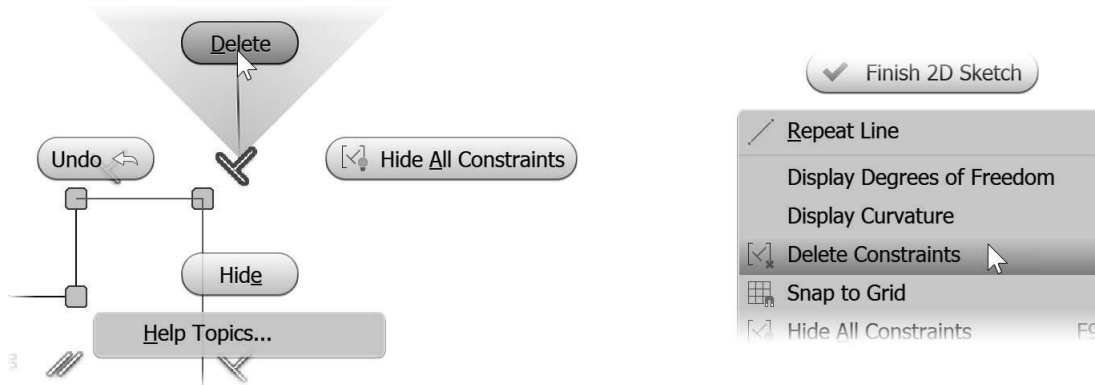 Delete
Undo
Hide All Constraints
Hide
Help Topics...
Finish 2D Sketch
Repeat Line
Display Degrees of Freedom
Display Curvature
Delete Constraints
Snap to Grid
Hide All Constraints F9